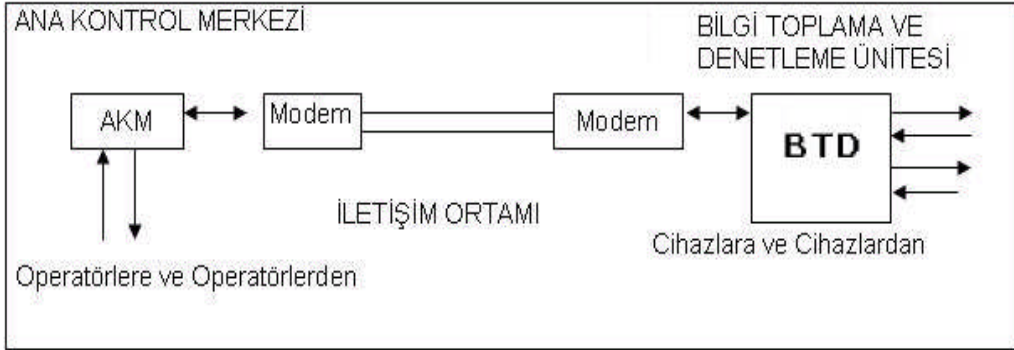 ANA KONTROL MERKEZİ
BİLGİ TOPLAMA VE
DENETLEME ÜNİTESİ
AKM
Modem
Modem
BTD
İLETİŞİM ORTAMI
Cihazlara ve Cihazlardan
Operatörlere ve Operatörlerden